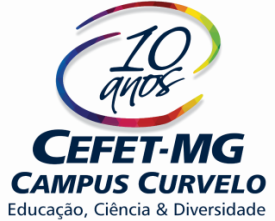 10
anos
CEFET-MG
CAMPUS CURVELO
Educação, Ciência & Diversidade